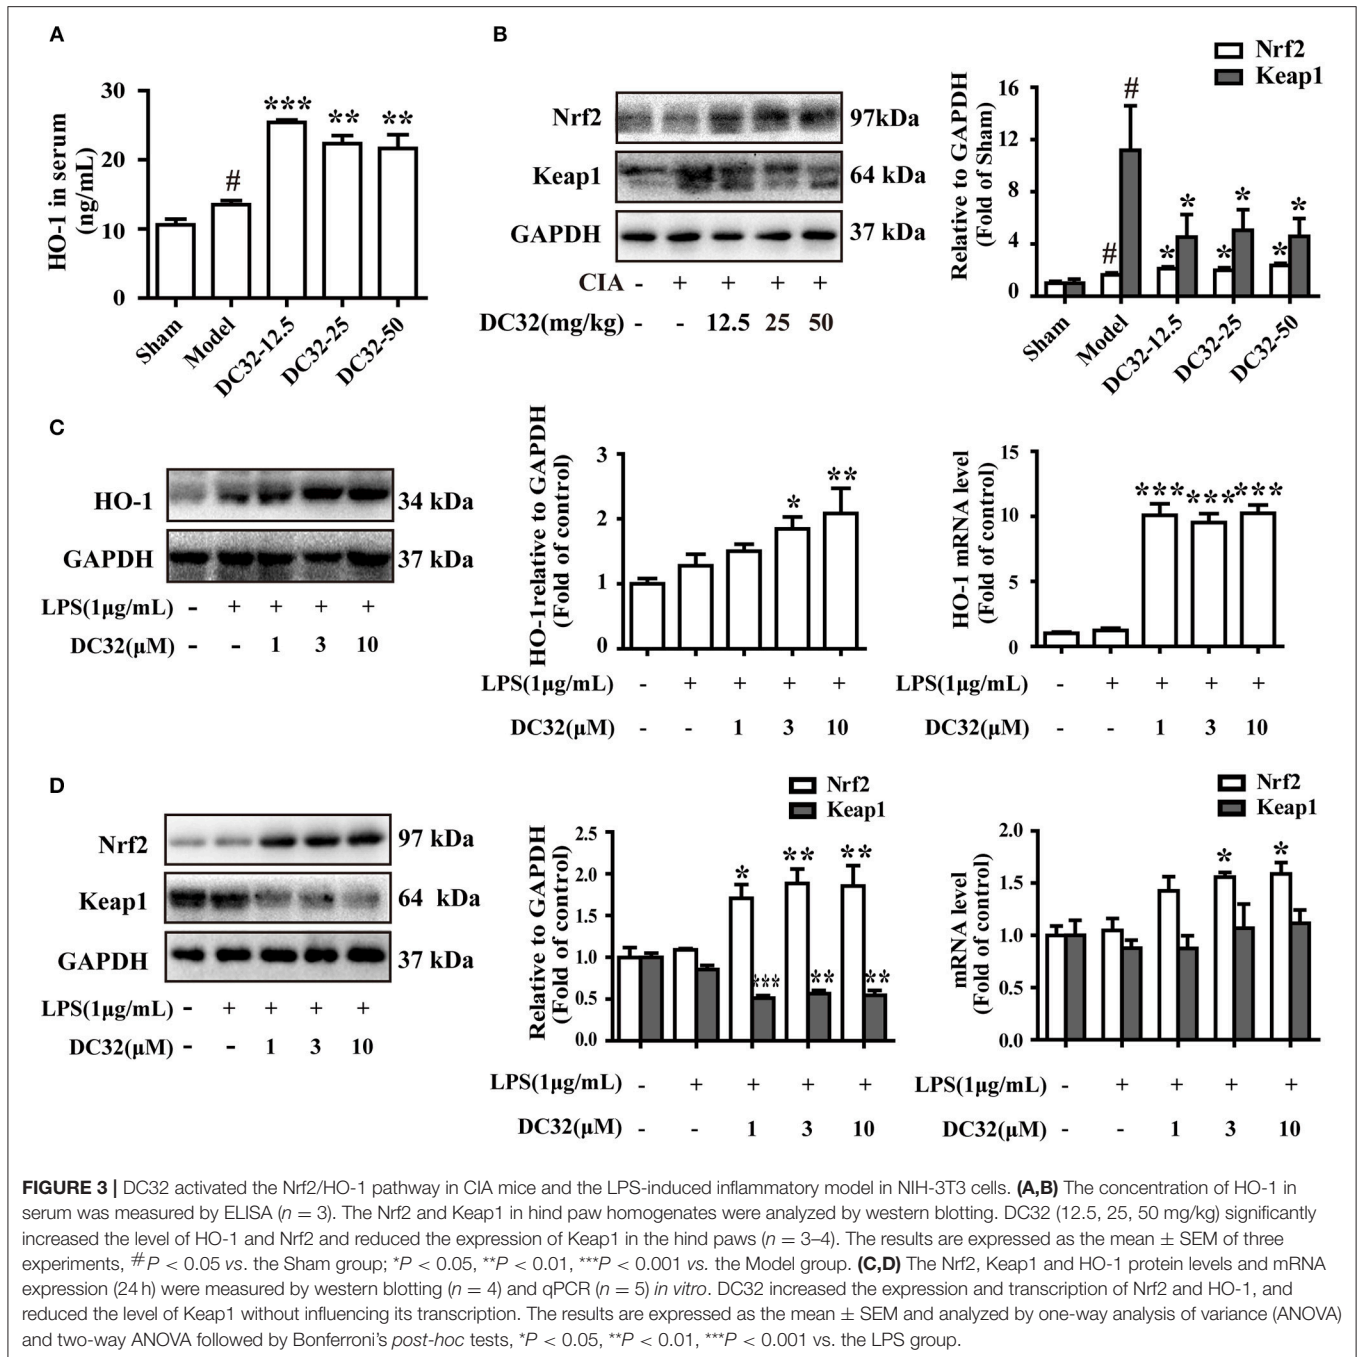 A
30
20
10
0
HO-1 in serum
(ng/mL)
#
***
**
**
Sham
Model
DC32-12.5
DC32-25
DC32-50
B
Nrf2
97kDa
Keap1
64 kDa
GAPDH
37 kDa
CIA - + + + +
DC32(mg/kg) - - 12.5 25 50
Nrf2
Keap1
16
12
8
4
0
Relative to GAPDH
(Fold of Sham)
# # * * * * * *
Sham
Model
DC32-12.5
DC32-25
DC32-50
C
HO-1
34 kDa
GAPDH
37 kDa
LPS(1μg/mL) - + + + +
DC32(μM) - - 1 3 10
3
2
1
0
HO-1relative to GAPDH
(Fold of control)
* **
LPS(1μg/mL) - + + + +
DC32(μM) - - 1 3 10
15
10
5
0
HO-1 mRNA level
(Fold of control)
*** *** ***
LPS(1μg/mL) - + + + +
DC32(μM) - - 1 3 10
D
Nrf2
97 kDa
Keap1
64 kDa
GAPDH
37 kDa
LPS(1μg/mL) - + + + +
DC32(μM) - - 1 3 10
Nrf2
Keap1
2.5
2.0
1.5
1.0
0.5
0.0
Relative to GAPDH
(Fold of control)
* ** **
*** ** **
LPS(1μg/mL) - + + + +
DC32(μM) - - 1 3 10
Nrf2
Keap1
2.0
1.5
1.0
0.5
0.0
mRNA level
(Fold of control)
* *
LPS(1μg/mL) - + + + +
DC32(μM) - - 1 3 10
FIGURE 3 | DC32 activated the Nrf2/HO-1 pathway in CIA mice and the LPS-induced inflammatory model in NIH-3T3 cells. (A,B) The concentration of HO-1 in
serum was measured by ELISA (n = 3). The Nrf2 and Keap1 in hind paw homogenates were analyzed by western blotting. DC32 (12.5, 25, 50 mg/kg) significantly
increased the level of HO-1 and Nrf2 and reduced the expression of Keap1 in the hind paws (n = 3–4). The results are expressed as the mean ± SEM of three
experiments, #P < 0.05 vs. the Sham group; *P < 0.05, **P < 0.01, ***P < 0.001 vs. the Model group. (C,D) The Nrf2, Keap1 and HO-1 protein levels and mRNA
expression (24 h) were measured by western blotting (n = 4) and qPCR (n = 5) in vitro. DC32 increased the expression and transcription of Nrf2 and HO-1, and
reduced the level of Keap1 without influencing its transcription. The results are expressed as the mean ± SEM and analyzed by one-way analysis of variance (ANOVA)
and two-way ANOVA followed by Bonferroni's post-hoc tests, *P < 0.05, **P < 0.01, ***P < 0.001 vs. the LPS group.